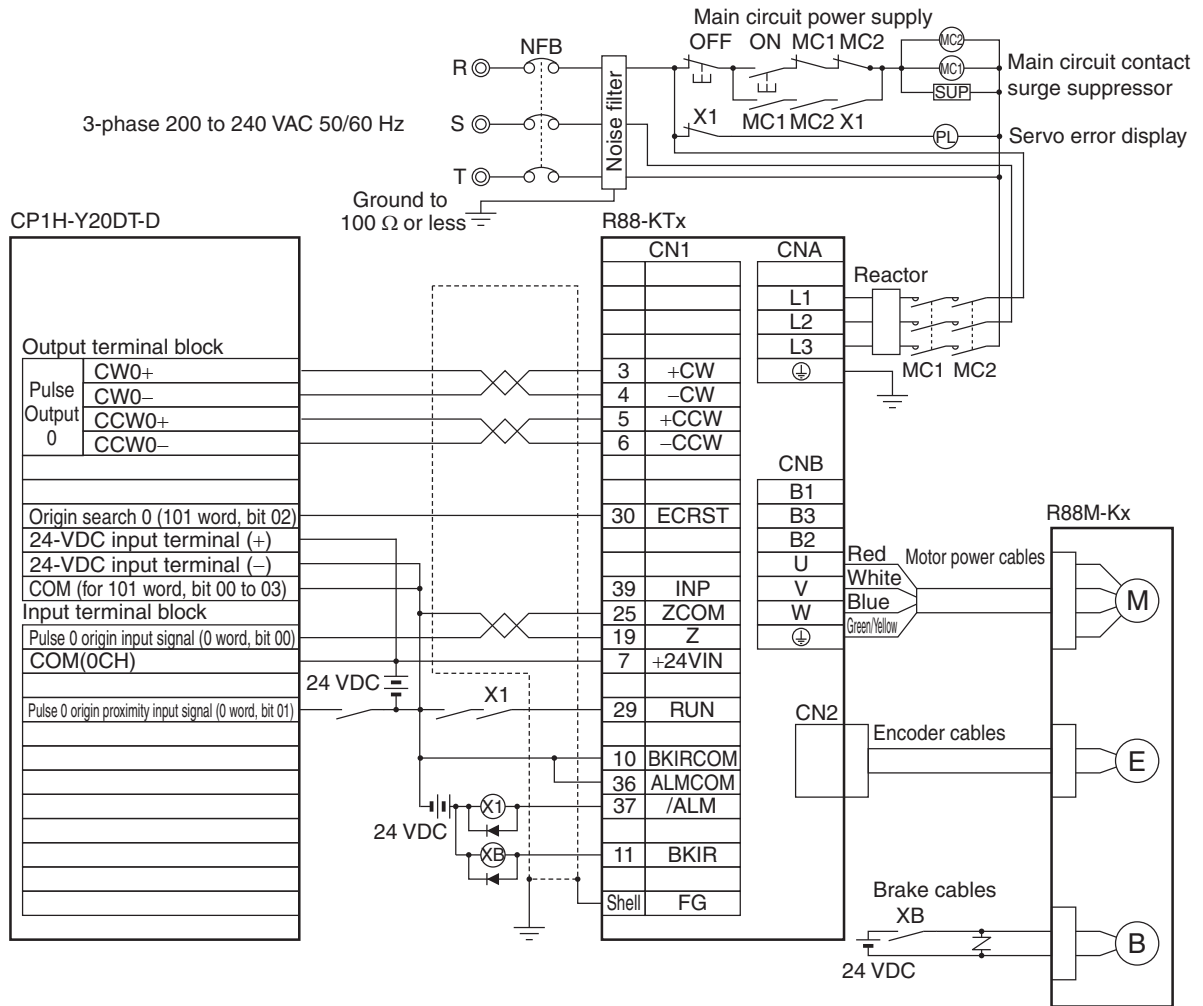 Main circuit power supply
OFF ON MC1 MC2
NFB
MC2
R
MC1
Main circuit contact
surge suppressor
SUP
Noise filter
X1
MC1 MC2 X1
3-phase 200 to 240 VAC 50/60 Hz
S
PL
Servo error display
T
Ground to
100 Ω or less
CP1H-Y20DT-D
R88-KTx
CN1
CNA
Reactor
L1
L2
L3
MC1 MC2
Output terminal block
Pulse
Output
0
CW0+
CW0−
CCW0+
CCW0−
3 +CW
4 −CW
5 +CCW
6 −CCW
CNB
B1
B3
B2
U
V
W
Origin search 0 (101 word, bit 02)
24-VDC input terminal (+)
24-VDC input terminal (−)
COM (for 101 word, bit 00 to 03)
Input terminal block
Pulse 0 origin input signal (0 word, bit 00)
COM(0CH)
Pulse 0 origin proximity input signal (0 word, bit 01)
30 ECRST
39 INP
25 ZCOM
19 Z
7 +24VIN
29 RUN
10 BKIRCOM
36 ALMCOM
37 /ALM
11 BKIR
Shell FG
24 VDC
X1
X1
24 VDC
XB
Red
White
Blue
Green/Yellow
Motor power cables
R88M-Kx
M
CN2
Encoder cables
E
Brake cables
XB
24 VDC
B